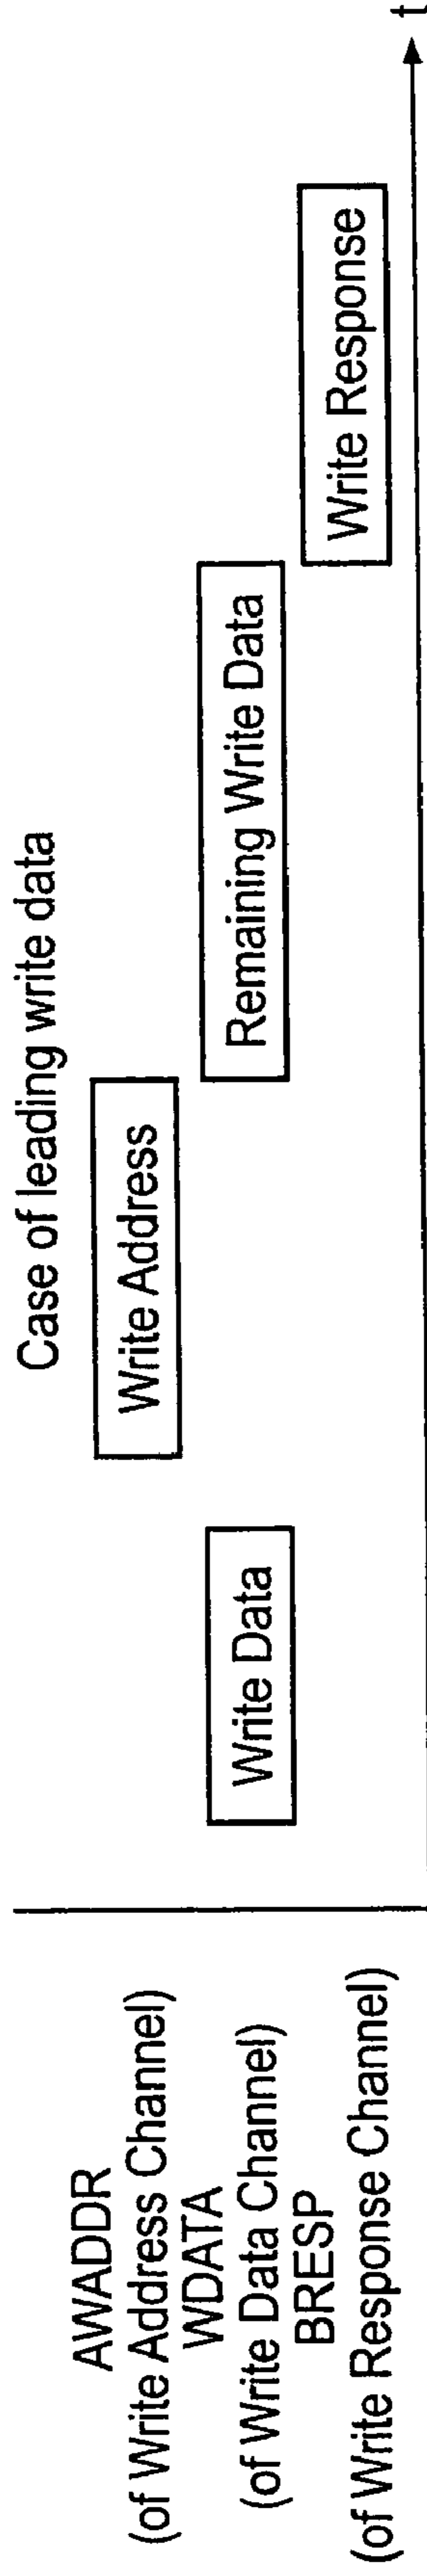 Case of leading write data
AWADDR
(of Write Address Channel)
Write Address
WDATA
(of Write Data Channel)
Write Data
Remaining Write Data
BRESP
(of Write Response Channel)
Write Response
t